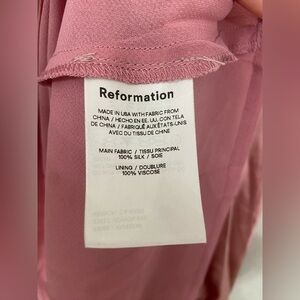 Reformation
MADE IN USA WITH FABRIC FROM
CHINA / HECHO EN EE. UU. CON TELA
DE CHINA / FABRIQUÉ AUX ÉTATS-UNIS
AVEC DU TISSU DE CHINE
MAIN FABRIC / TISSU PRINCIPAL
100% SILK / SOIE
LINING / DOUBLURE
100% VISCOSE